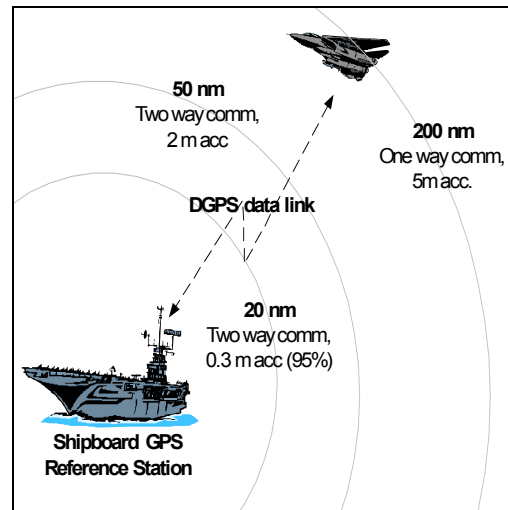 50 nm
Two way comm,
2 m acc
200 nm
One way comm,
5m acc.
DGPS data link
20 nm
Two way comm,
0.3 m acc (95%)
Shipboard GPS
Reference Station